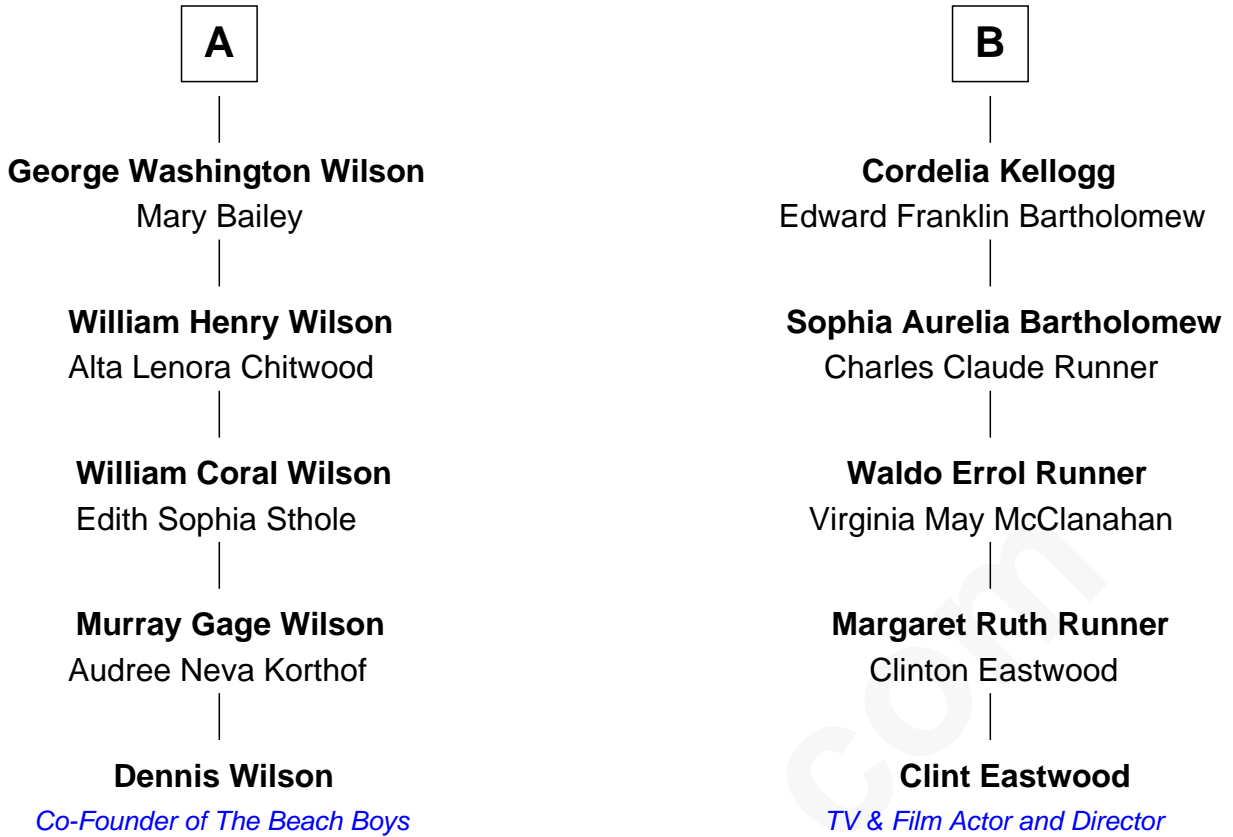 A
George Washington Wilson
Mary Bailey
William Henry Wilson
Alta Lenora Chitwood
William Coral Wilson
Edith Sophia Sthole
Murray Gage Wilson
Audree Neva Korthof
Dennis Wilson
Co-Founder of The Beach Boys
B
Cordelia Kellogg
Edward Franklin Bartholomew
Sophia Aurelia Bartholomew
Charles Claude Runner
Waldo Errol Runner
Virginia May McClanahan
Margaret Ruth Runner
Clinton Eastwood
Clint Eastwood
TV & Film Actor and Director
com